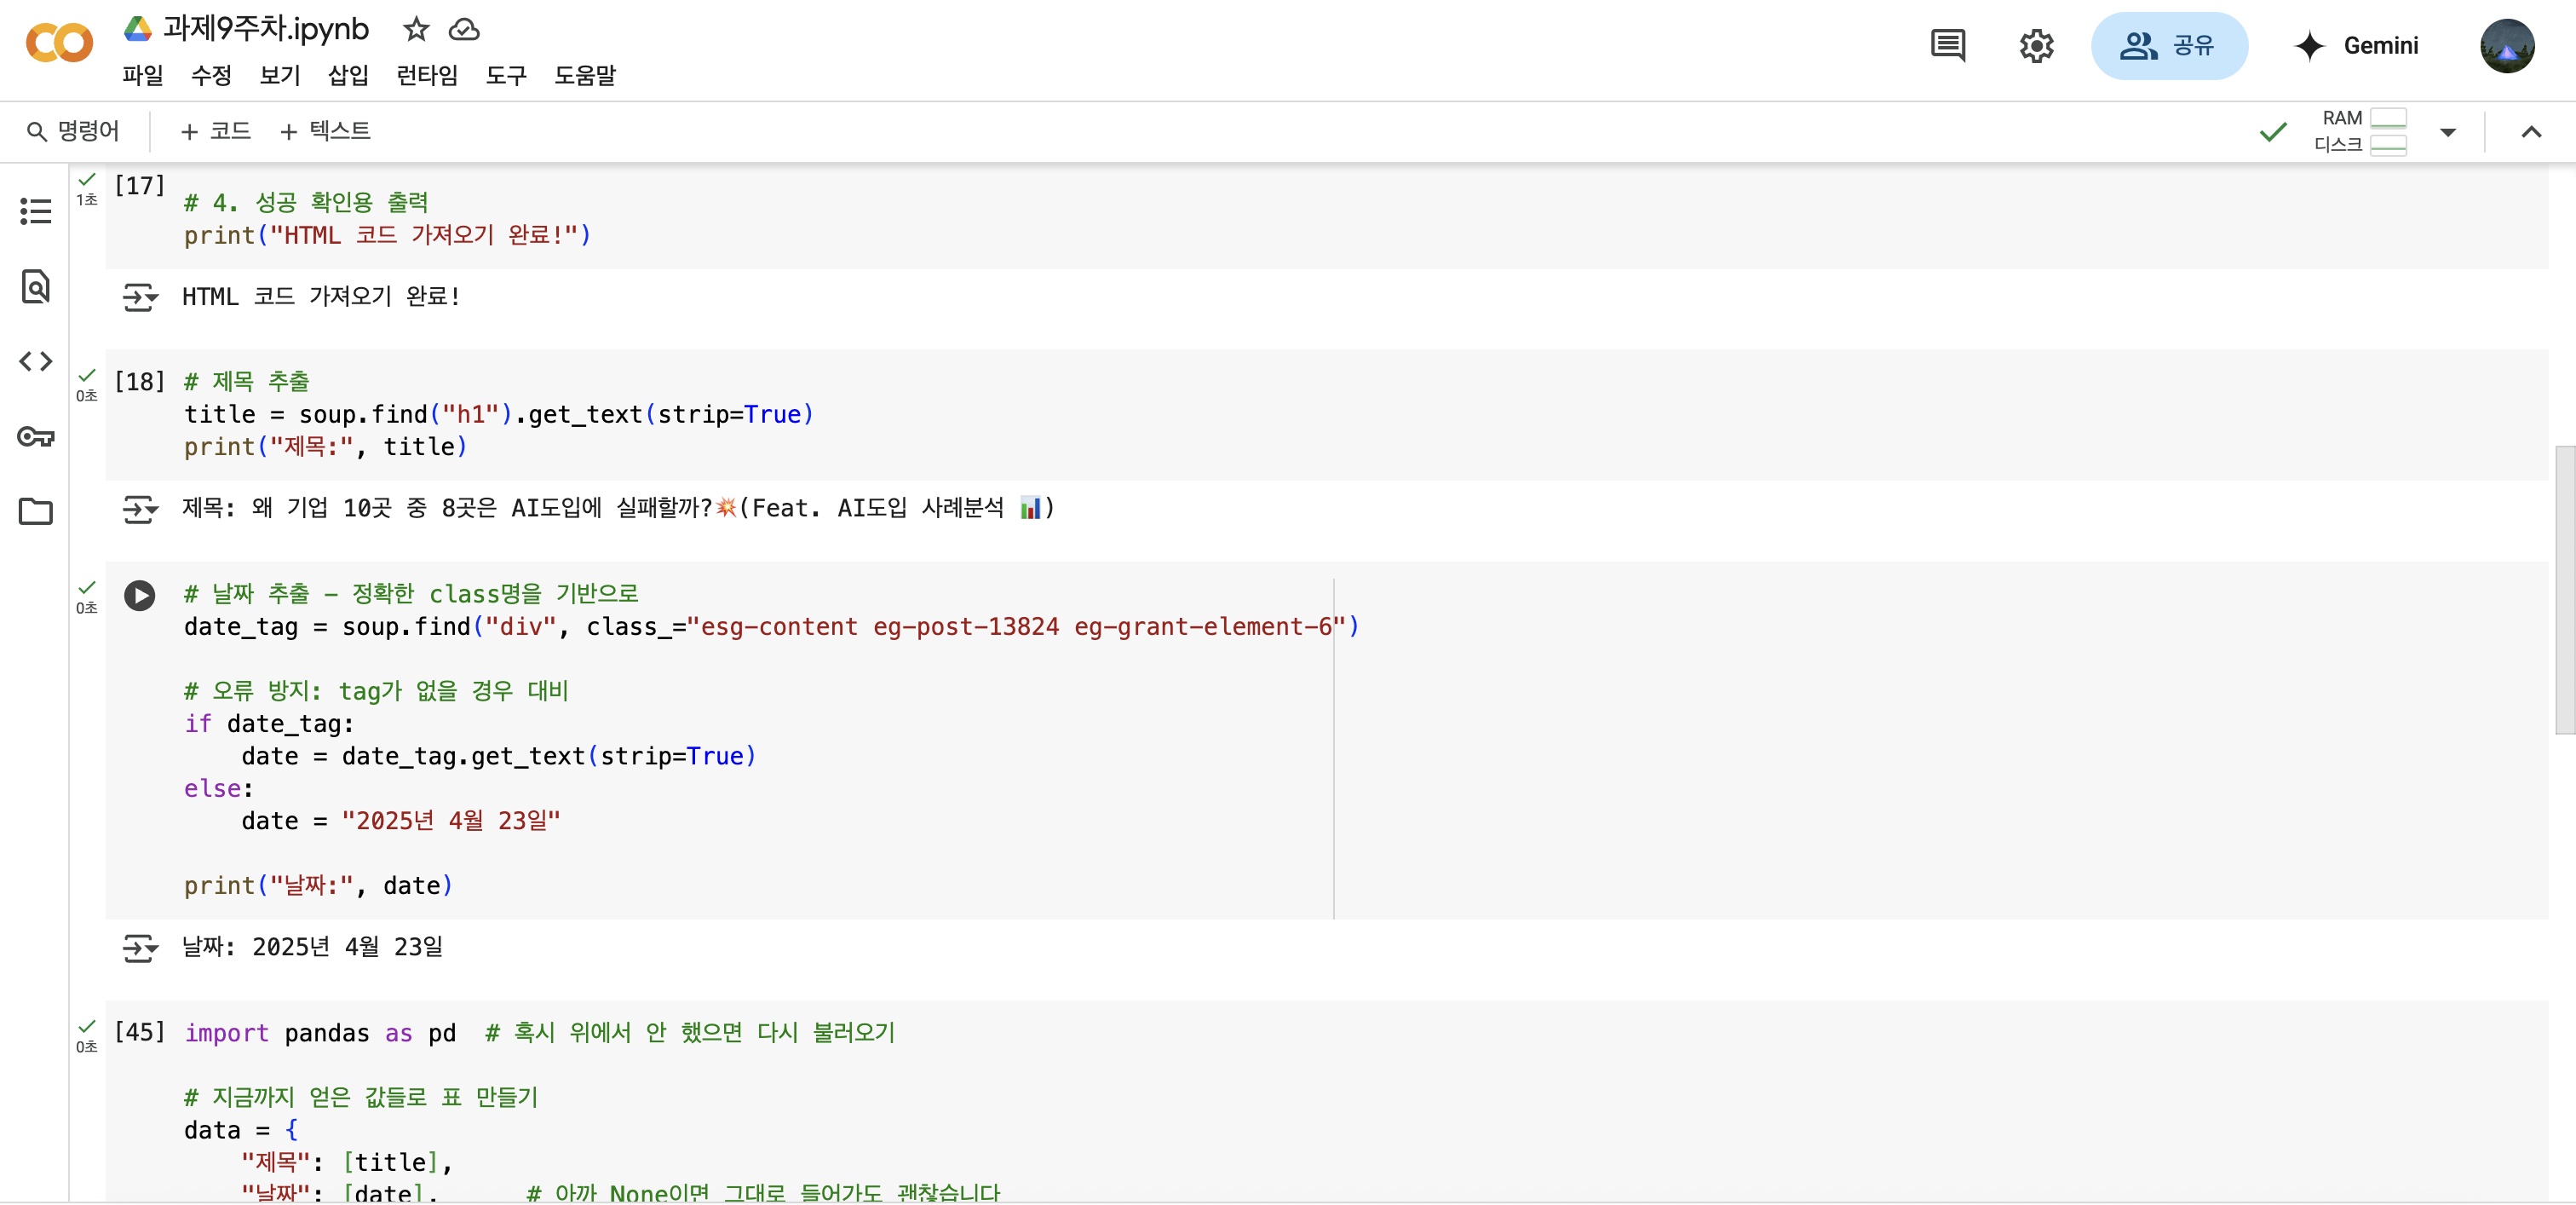 과제9주차.ipynb
파일 수정 보기 삽입 런타임 도구 도움말
공유
Gemini
명령어 + 코드 + 텍스트
RAM
디스크
1초
[17]
# 4. 성공 확인용 출력
print("HTML 코드 가져오기 완료!")
HTML 코드 가져오기 완료!
0초
[18] # 제목 추출
title = soup.find("h1").get_text(strip=True)
print("제목:", title)
제목: 왜 기업 10곳 중 8곳은 AI도입에 실패할까?💥(Feat. AI도입 사례분석 📊)
0초
# 날짜 추출 – 정확한 class명을 기반으로
date_tag = soup.find("div", class_="esg-content eg-post-13824 eg-grant-element-6")
# 오류 방지: tag가 없을 경우 대비
if date_tag:
    date = date_tag.get_text(strip=True)
else:
    date = "2025년 4월 23일"
print("날짜:", date)
날짜: 2025년 4월 23일
0초
[45] import pandas as pd  # 혹시 위에서 안 했으면 다시 불러오기
# 지금까지 얻은 값들로 표 만들기
data = {
    "제목": [title],
    "날짜": [date],      # 아까 None이면 그대로 들어가도 괜찮습니다